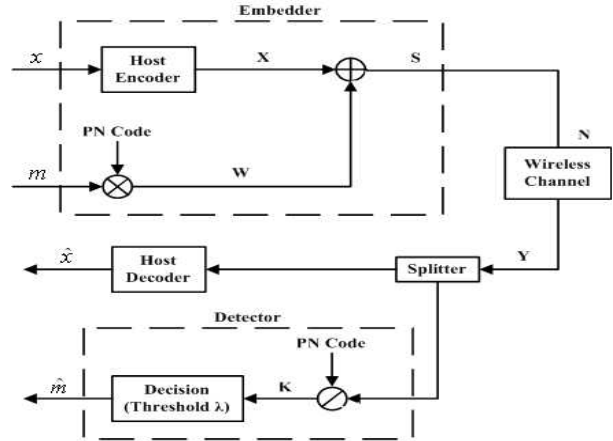 Embedder
x
Host
Encoder
X
S
PN Code
N
m
W
Wireless
Channel
x̂
Host
Decoder
Splitter
Y
Detector
PN Code
m̂
Decision
(Threshold λ)
K